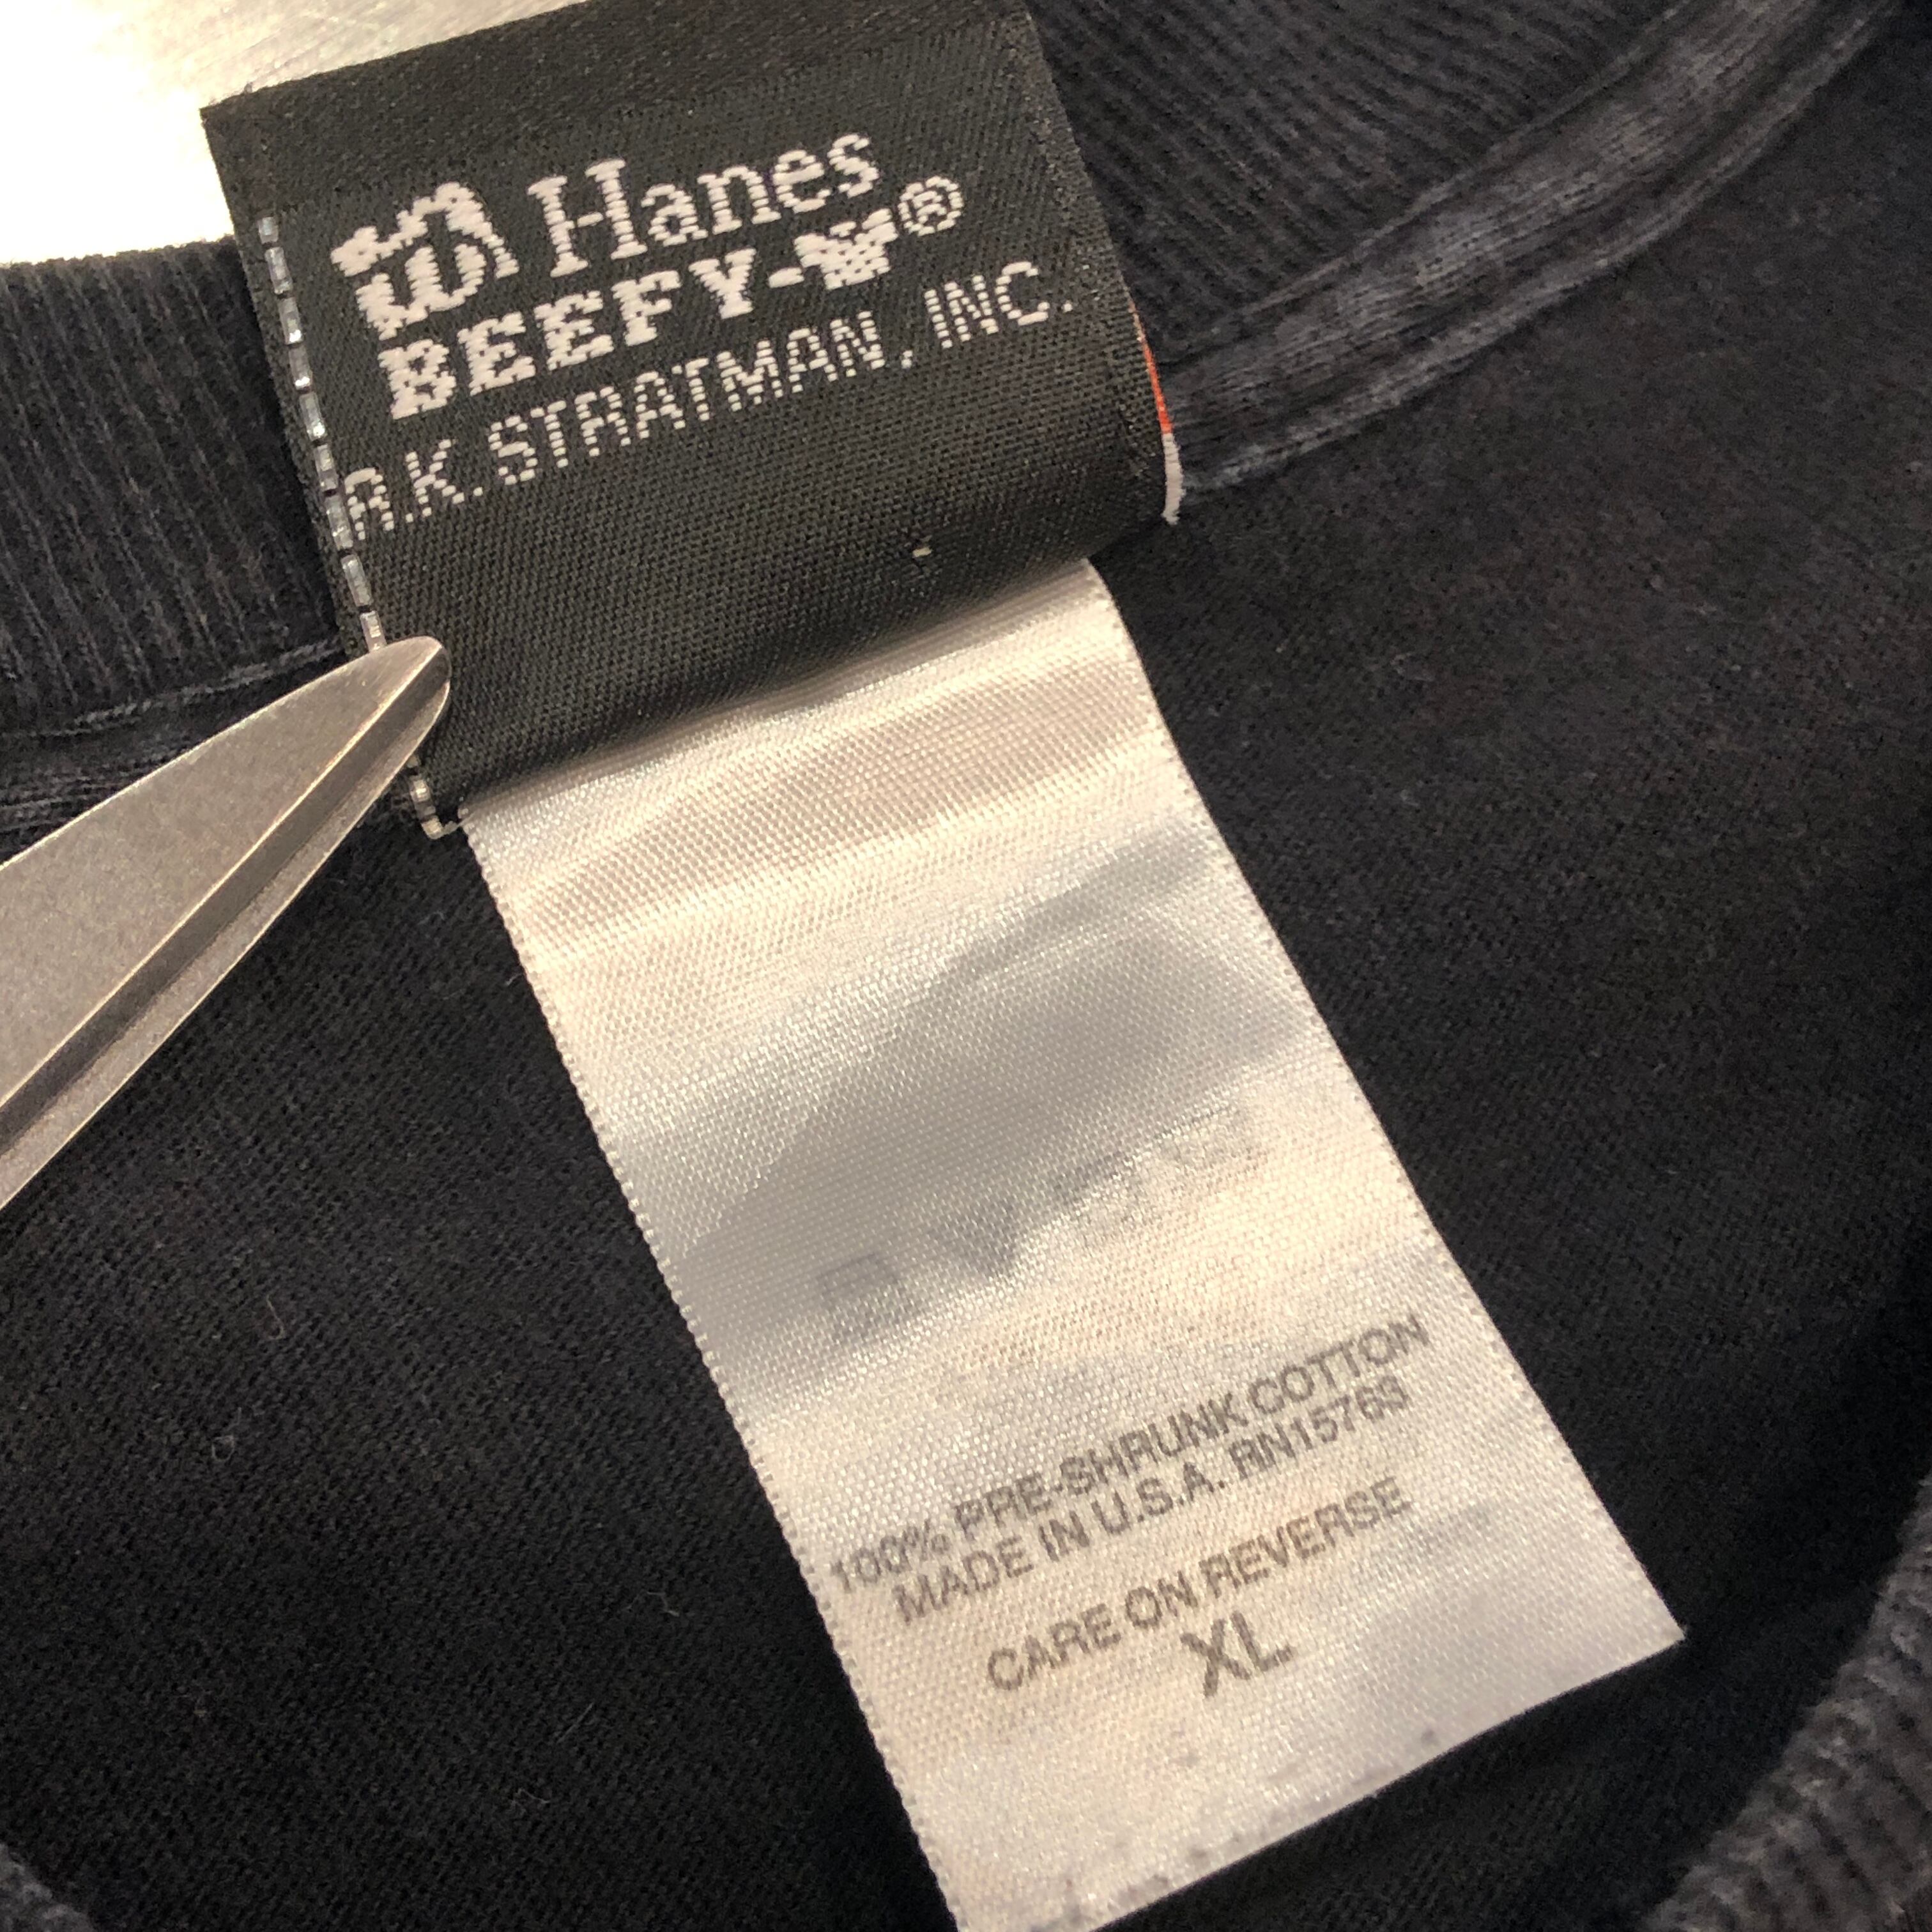 Hanes
BEEFY-T®
R.K. STRATMAN, INC.
100% PRE-SHRUNK COTTON
MADE IN U.S.A. RN15763
CARE ON REVERSE
XL